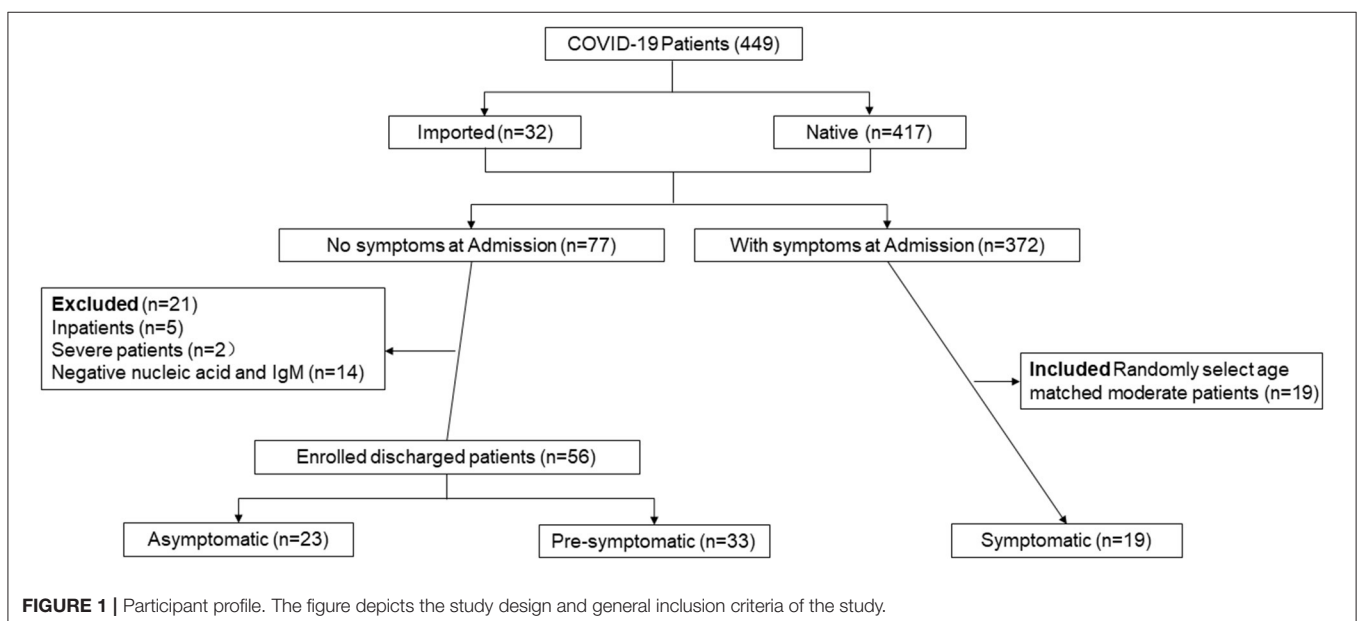 COVID-19 Patients (449)
Imported (n=32)
Native (n=417)
No symptoms at Admission (n=77)
With symptoms at Admission (n=372)
Excluded (n=21)
Inpatients (n=5)
Severe patients (n=2）
Negative nucleic acid and IgM (n=14)
Included Randomly select age
matched moderate patients (n=19)
Enrolled discharged patients (n=56)
Asymptomatic (n=23)
Pre-symptomatic (n=33)
Symptomatic (n=19)
FIGURE 1 | Participant profile. The figure depicts the study design and general inclusion criteria of the study.